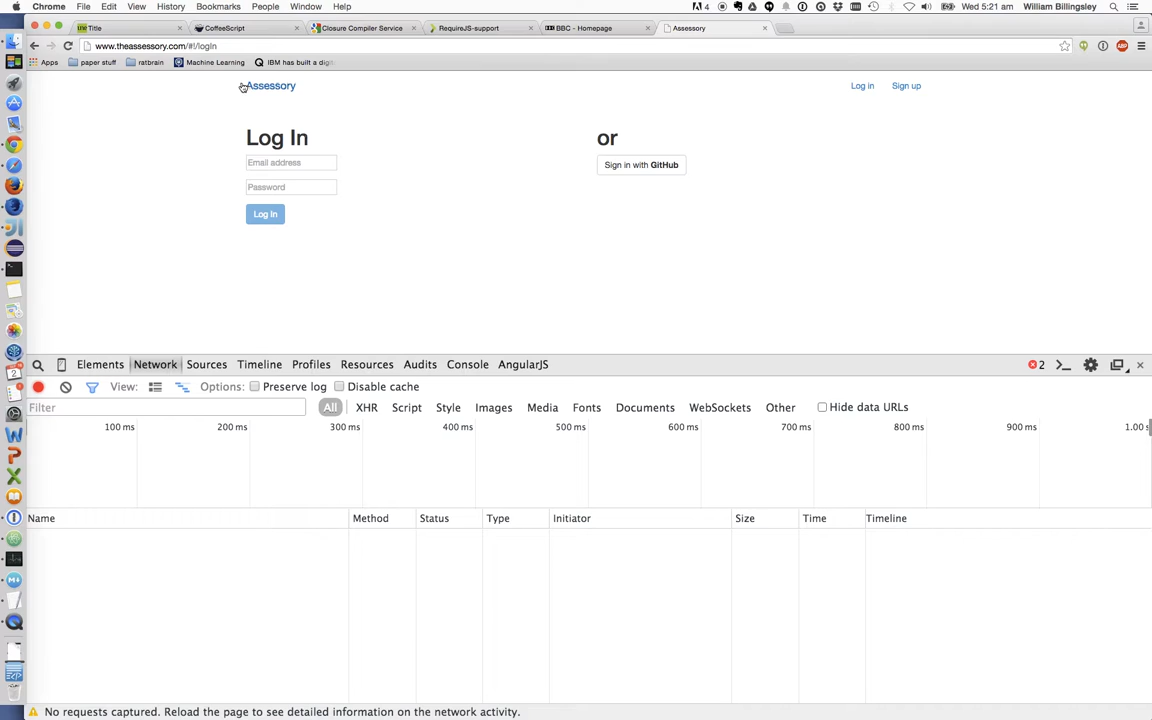 Chrome File Edit View History Bookmarks People Window Help 4 Wed 5:21 am William Billingsley
Title CoffeeScript Closure Compiler Service RequireJS-support BBC - Homepage Assessory
www.theassessory.com/#!/login
Apps paper stuff ratbrain Machine Learning IBM has built a digi
Assessory Log in Sign up
Log In or
Email address Sign in with GitHub
Password
Log In
Elements Network Sources Timeline Profiles Resources Audits Console AngularJS 2
View: Options: Preserve log Disable cache
Filter All XHR Script Style Images Media Fonts Documents WebSockets Other Hide data URLs
100 ms 200 ms 300 ms 400 ms 500 ms 600 ms 700 ms 800 ms 900 ms 1.00 s
Name Method Status Type Initiator Size Time Timeline
No requests captured. Reload the page to see detailed information on the network activity.